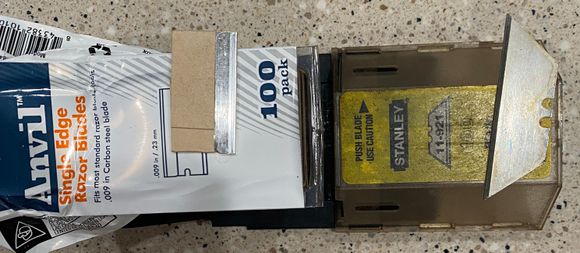 Anvil™
Single Edge
Razor Blades
Fits most standard razor blade tools
.009 in Carbon steel blade
.009 in / .23 mm
100
pack
PUSH BLADE
USE CAUTION
STANLEY
11-921